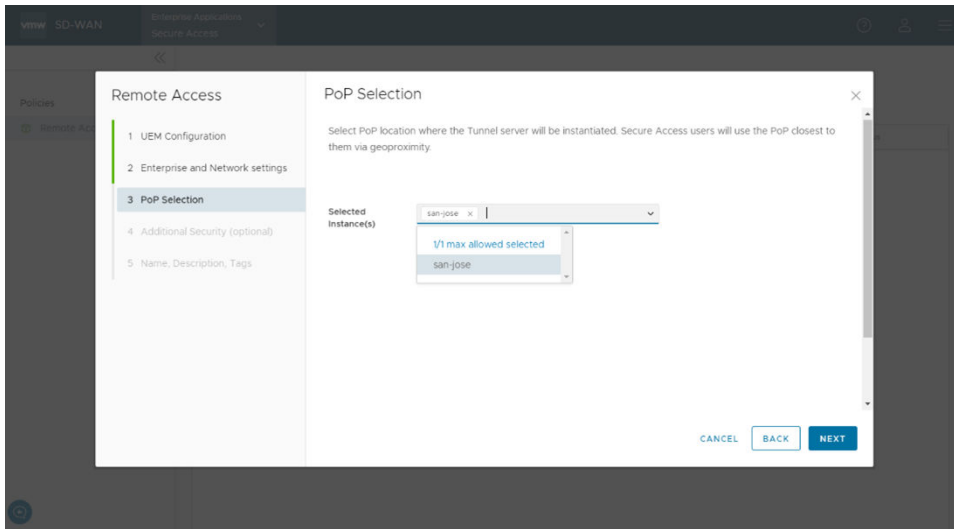 vmw SD-WAN
Enterprise Applications
Secure Access
Policies
Remote Acc
Remote Access
1 UEM Configuration
2 Enterprise and Network settings
3 PoP Selection
4 Additional Security (optional)
5 Name, Description, Tags
PoP Selection
Select PoP location where the Tunnel server will be instantiated. Secure Access users will use the PoP closest to
them via geoproximity.
Selected
Instance(s)
san-jose x
1/1 max allowed selected
san-jose
CANCEL BACK NEXT